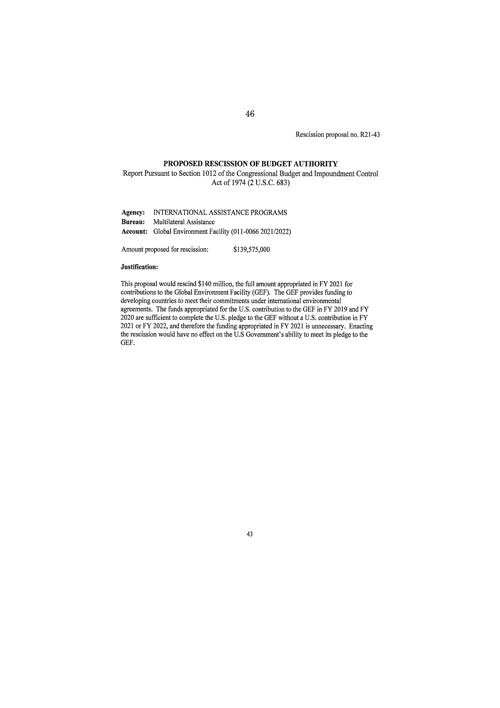 46
Rescission proposal no. R21-43
PROPOSED RESCISSION OF BUDGET AUTHORITY
Report Pursuant to Section 1012 of the Congressional Budget and Impoundment Control
Act of 1974 (2 U.S.C. 683)
Agency: INTERNATIONAL ASSISTANCE PROGRAMS
Bureau: Multilateral Assistance
Account: Global Environment Facility (011-0066 2021/2022)
Amount proposed for rescission: $139,575,000
Justification:
This proposal would rescind $140 million, the full amount appropriated in FY 2021 for
contributions to the Global Environment Facility (GEF). The GEF provides funding to
developing countries to meet their commitments under international environmental
agreements. The funds appropriated for the U.S. contribution to the GEF in FY 2019 and FY
2020 are sufficient to complete the U.S. pledge to the GEF without a U.S. contribution in FY
2021 or FY 2022, and therefore the funding appropriated in FY 2021 is unnecessary. Enacting
the rescission would have no effect on the U.S Government's ability to meet its pledge to the
GEF.
43